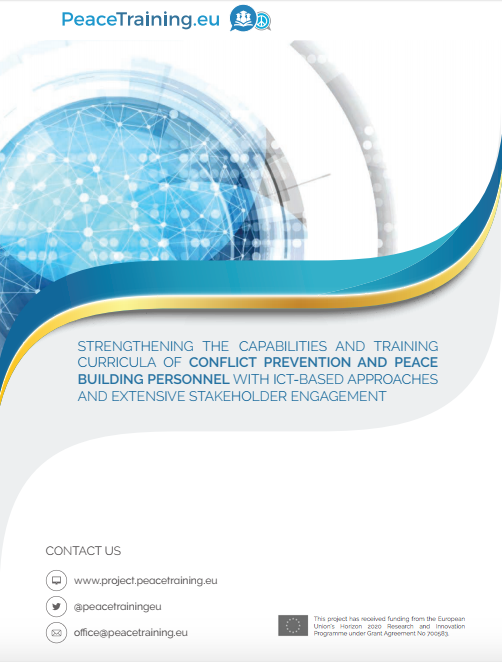 PeaceTraining.eu
STRENGTHENING THE CAPABILITIES AND TRAINING
CURRICULA OF CONFLICT PREVENTION AND PEACE
BUILDING PERSONNEL WITH ICT-BASED APPROACHES
AND EXTENSIVE STAKEHOLDER ENGAGEMENT
CONTACT US
www.project.peacetraining.eu
@peacetrainingeu
office@peacetraining.eu
This project has received funding from the European
Union's Horizon 2020 Research and Innovation
Programme under Grant Agreement No 700583.